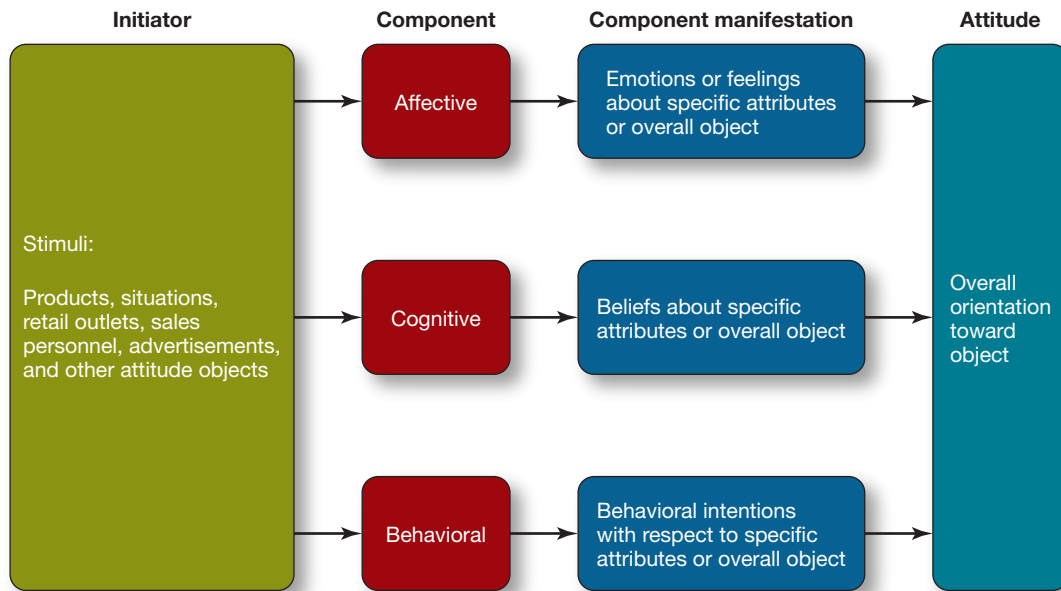 Initiator
Component
Component manifestation
Attitude
Stimuli:
Products, situations,
retail outlets, sales
personnel, advertisements,
and other attitude objects
Affective
Emotions or feelings
about specific attributes
or overall object
Cognitive
Beliefs about specific
attributes or overall object
Behavioral
Behavioral intentions
with respect to specific
attributes or overall object
Overall
orientation
toward
object